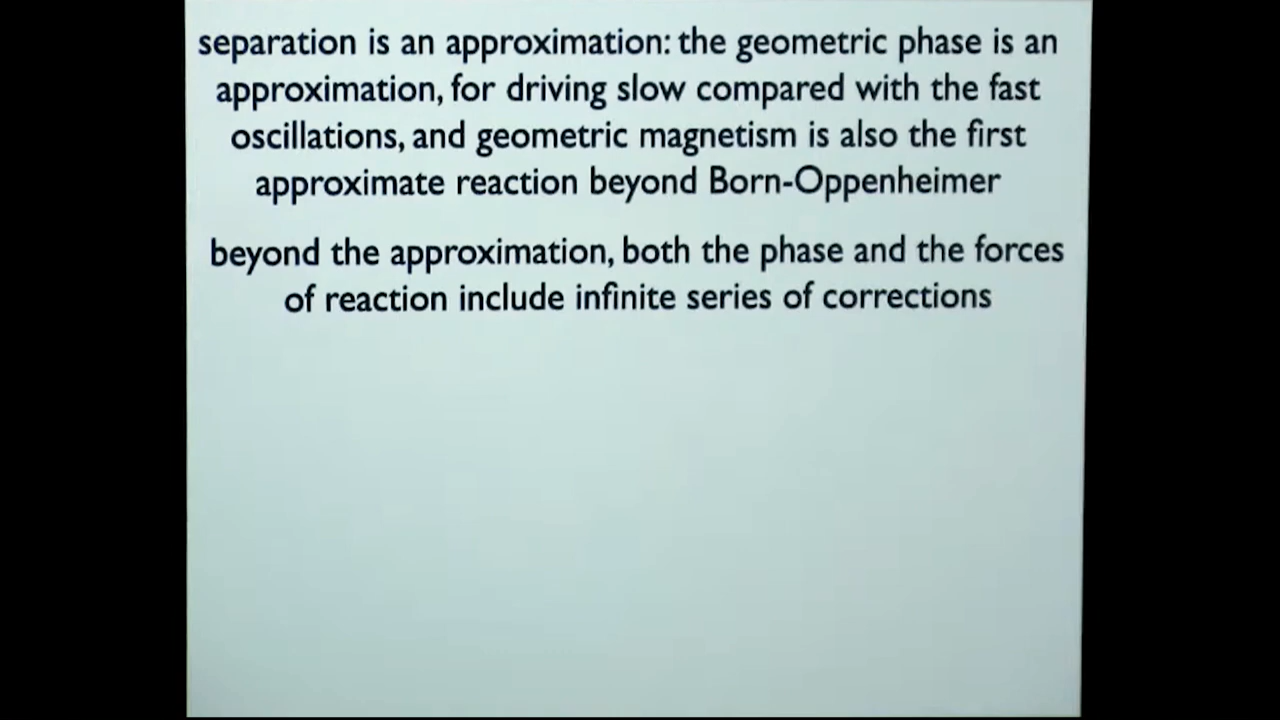 separation is an approximation: the geometric phase is an
approximation, for driving slow compared with the fast
oscillations, and geometric magnetism is also the first
approximate reaction beyond Born-Oppenheimer
beyond the approximation, both the phase and the forces
of reaction include infinite series of corrections